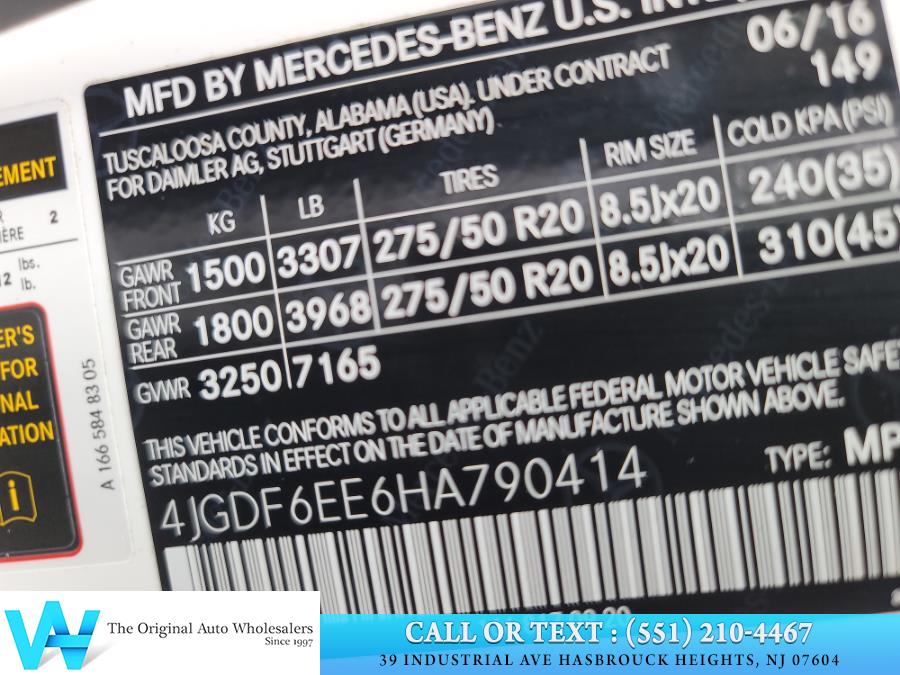 MFD BY MERCEDES-BENZ U.S.
06/16
149
TUSCALOOSA COUNTY, ALABAMA (USA). UNDER CONTRACT
FOR DAIMLER AG, STUTTGART (GERMANY)
KG LB TIRES RIM SIZE COLD KPA (PSI)
GAWR FRONT 1500 3307 275/50 R20 8.5Jx20 240(35)
GAWR REAR 1800 3968 275/50 R20 8.5Jx20 310(45)
GVWR 3250 7165
THIS VEHICLE CONFORMS TO ALL APPLICABLE FEDERAL MOTOR VEHICLE
STANDARDS IN EFFECT ON THE DATE OF MANUFACTURE SHOWN ABOVE.
4JGDF6EE6HA790414
TYPE:
2
lbs.
lb.
FOR
A 166 584 83 05
i
The Original Auto Wholesalers
Since 1997
CALL OR TEXT : (551) 210-4467
39 INDUSTRIAL AVE HASBROUCK HEIGHTS, NJ 07604